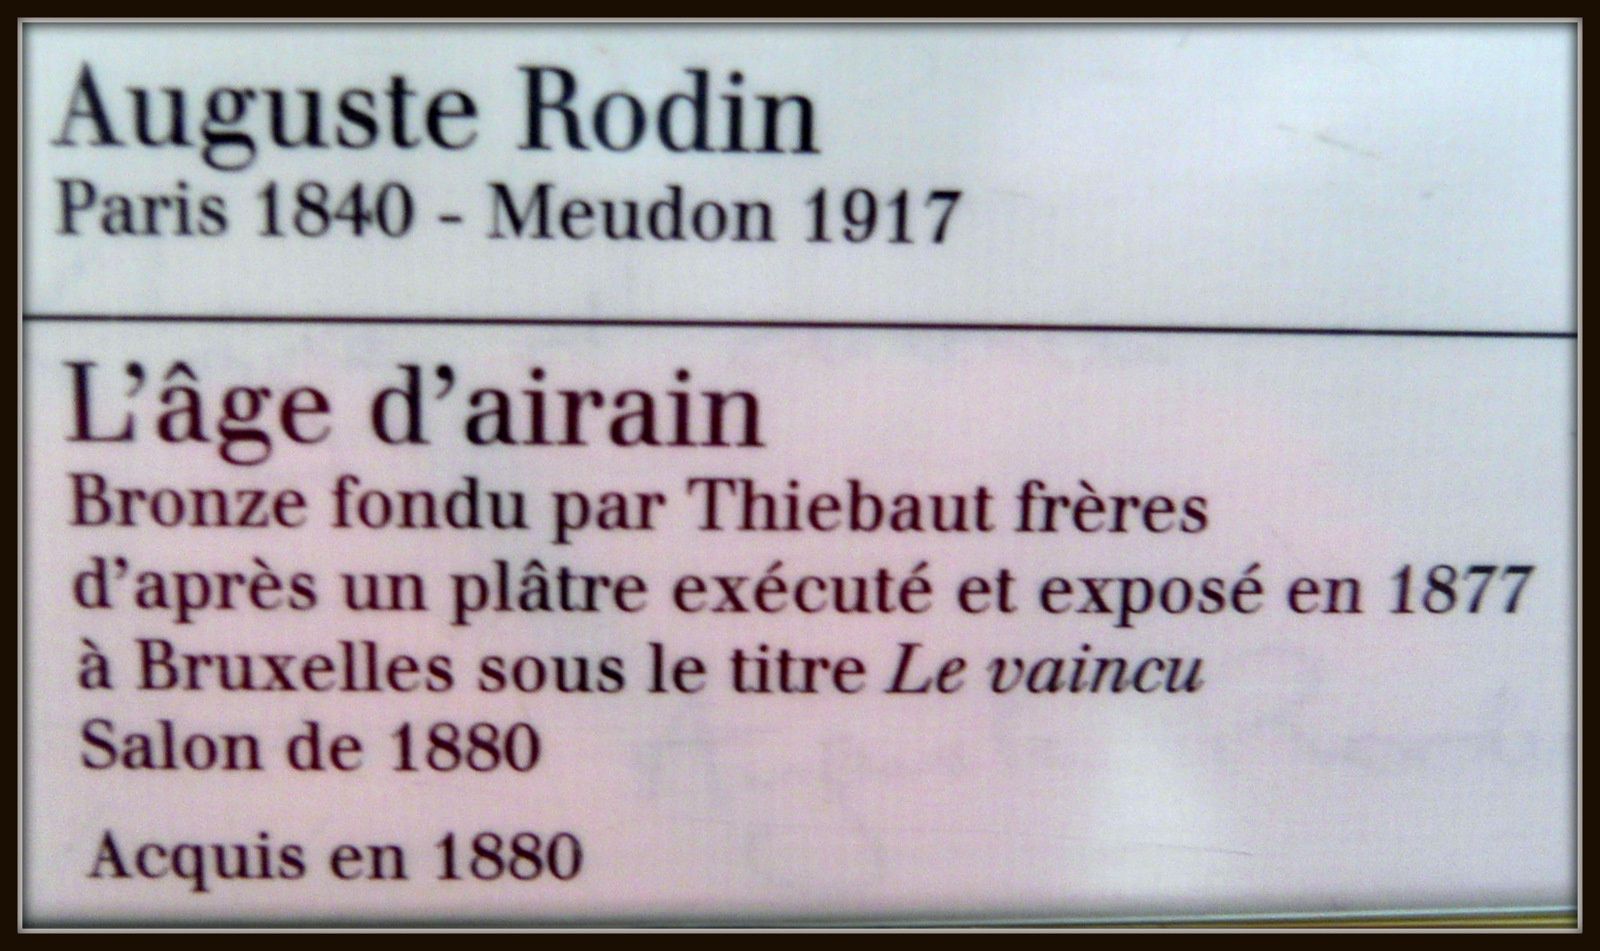 Auguste Rodin
Paris 1840 - Meudon 1917
L'âge d'airain
Bronze fondu par Thiebaut frères
d'après un plâtre exécuté et exposé en 1877
à Bruxelles sous le titre Le vaincu
Salon de 1880
Acquis en 1880